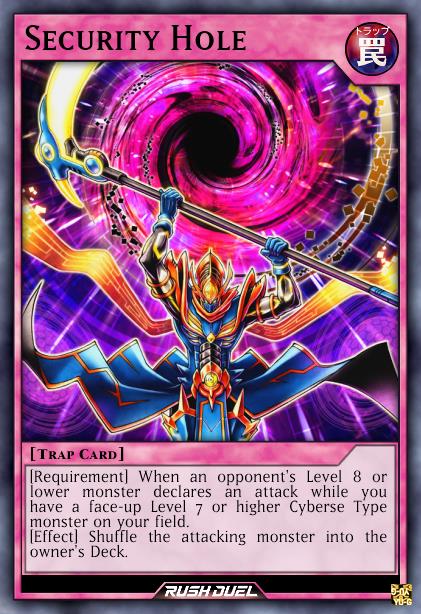 Security Hole
トラップ
罠
[Trap Card]
[Requirement] When an opponent's Level 8 or
lower monster declares an attack while you
have a face-up Level 7 or higher Cyberse Type
monster on your field.
[Effect] Shuffle the attacking monster into the
owner's Deck.
RUSH DUEL